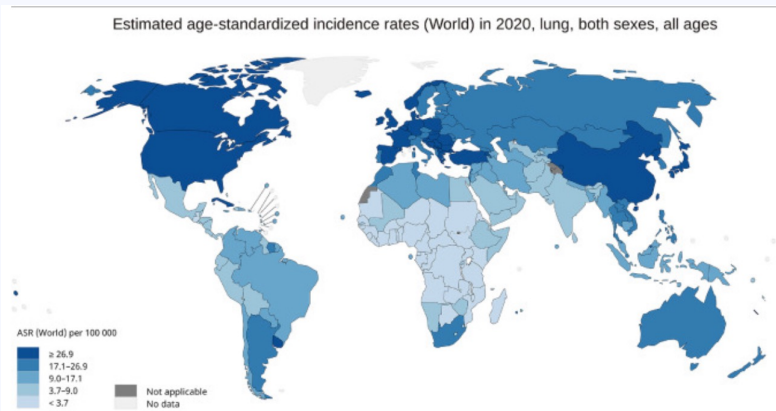 Estimated age-standardized incidence rates (World) in 2020, lung, both sexes, all ages
ASR (World) per 100 000
≥ 26.9
17.1–26.9
9.0–17.1
3.7–9.0
< 3.7
Not applicable
No data